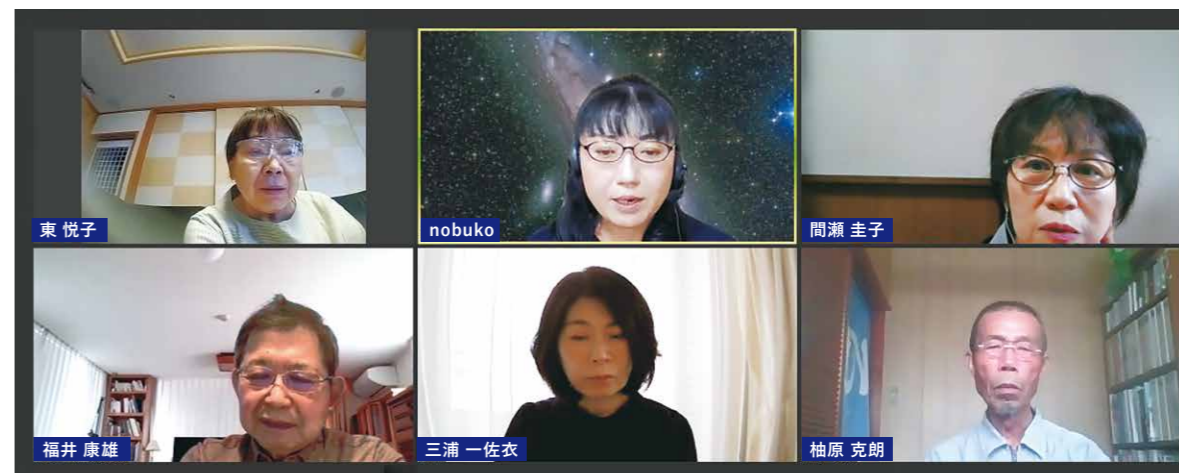 東 悦子
nobuko
間瀬 圭子
福井 康雄
三浦 一佐衣
柚原 克朗